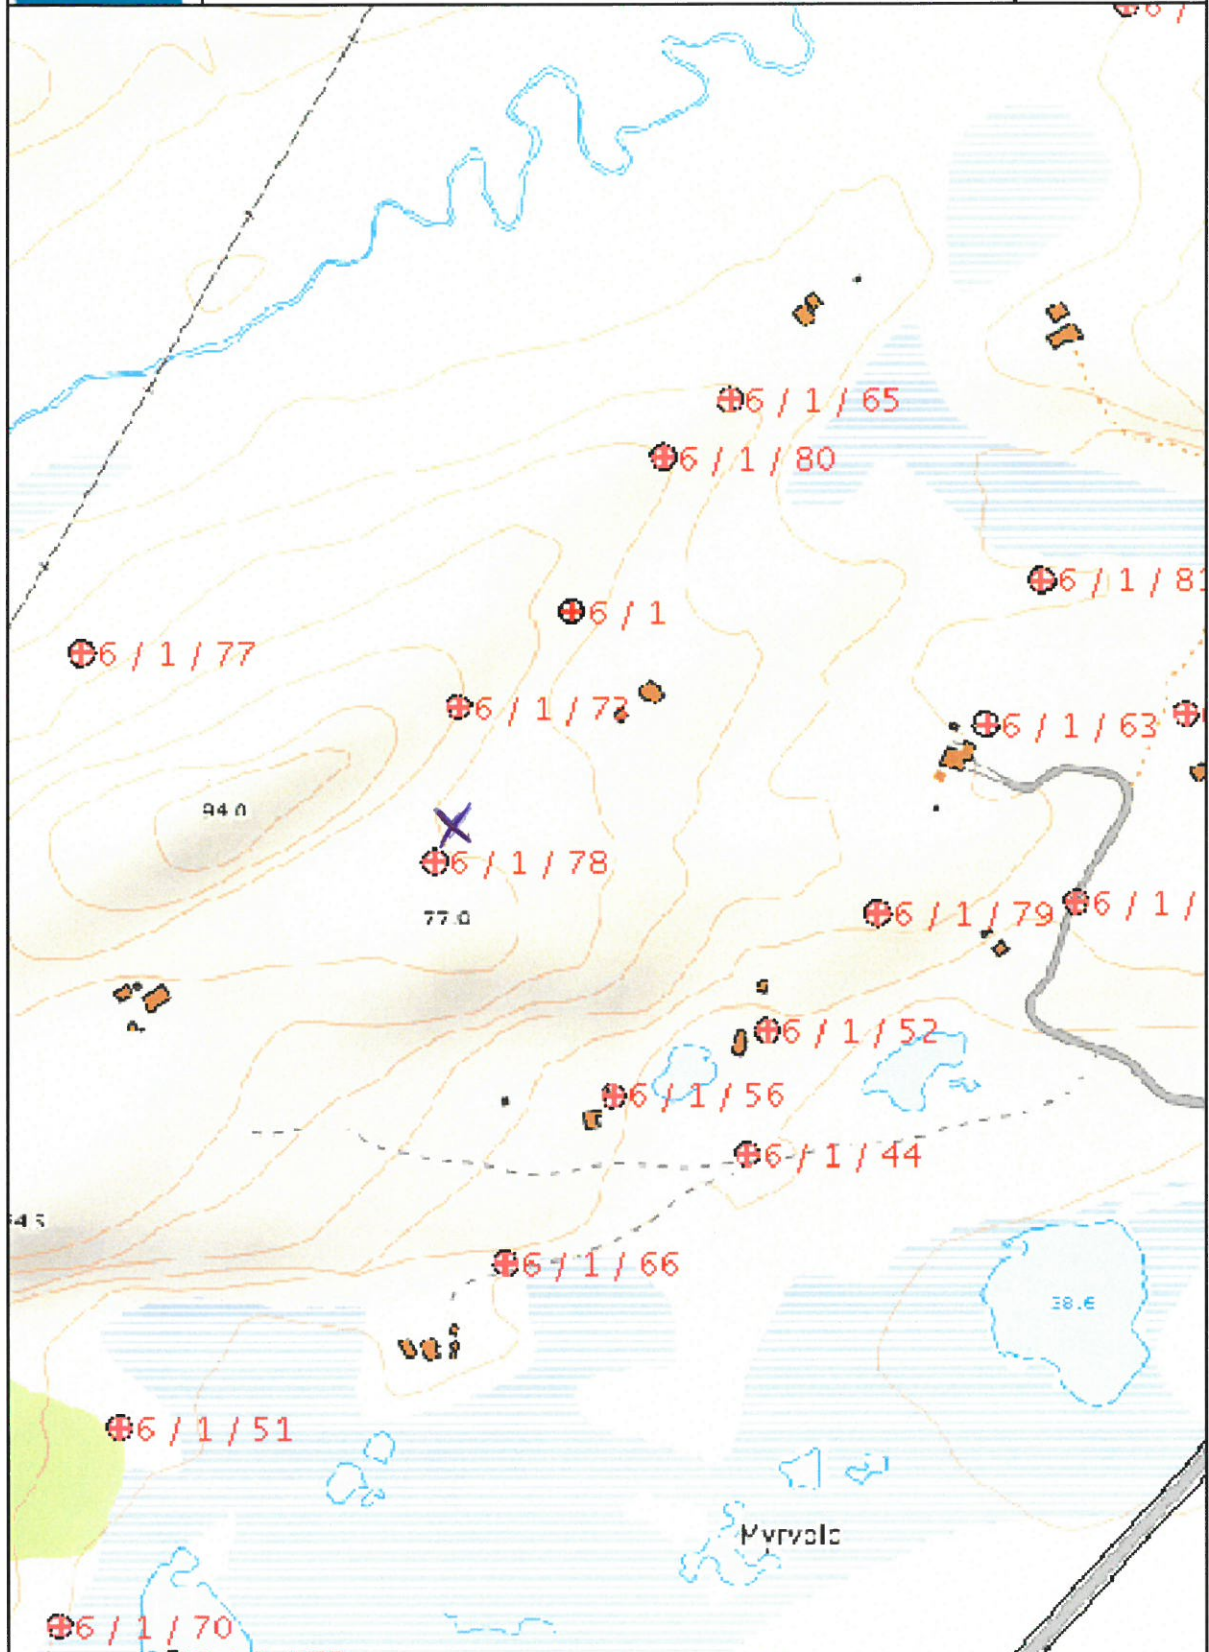 6 /
6 / 1 / 65
6 / 1 / 80
6 / 1 / 81
6 / 1
6 / 1 / 77
6 / 1 / 73
6 / 1 / 63
94.0
6 / 1 / 78
77.0
6 / 1 / 79
6 / 1 /
6 / 1 / 52
6 / 1 / 56
6 / 1 / 44
6 / 1 / 66
38.6
6 / 1 / 51
6 / 1 / 70